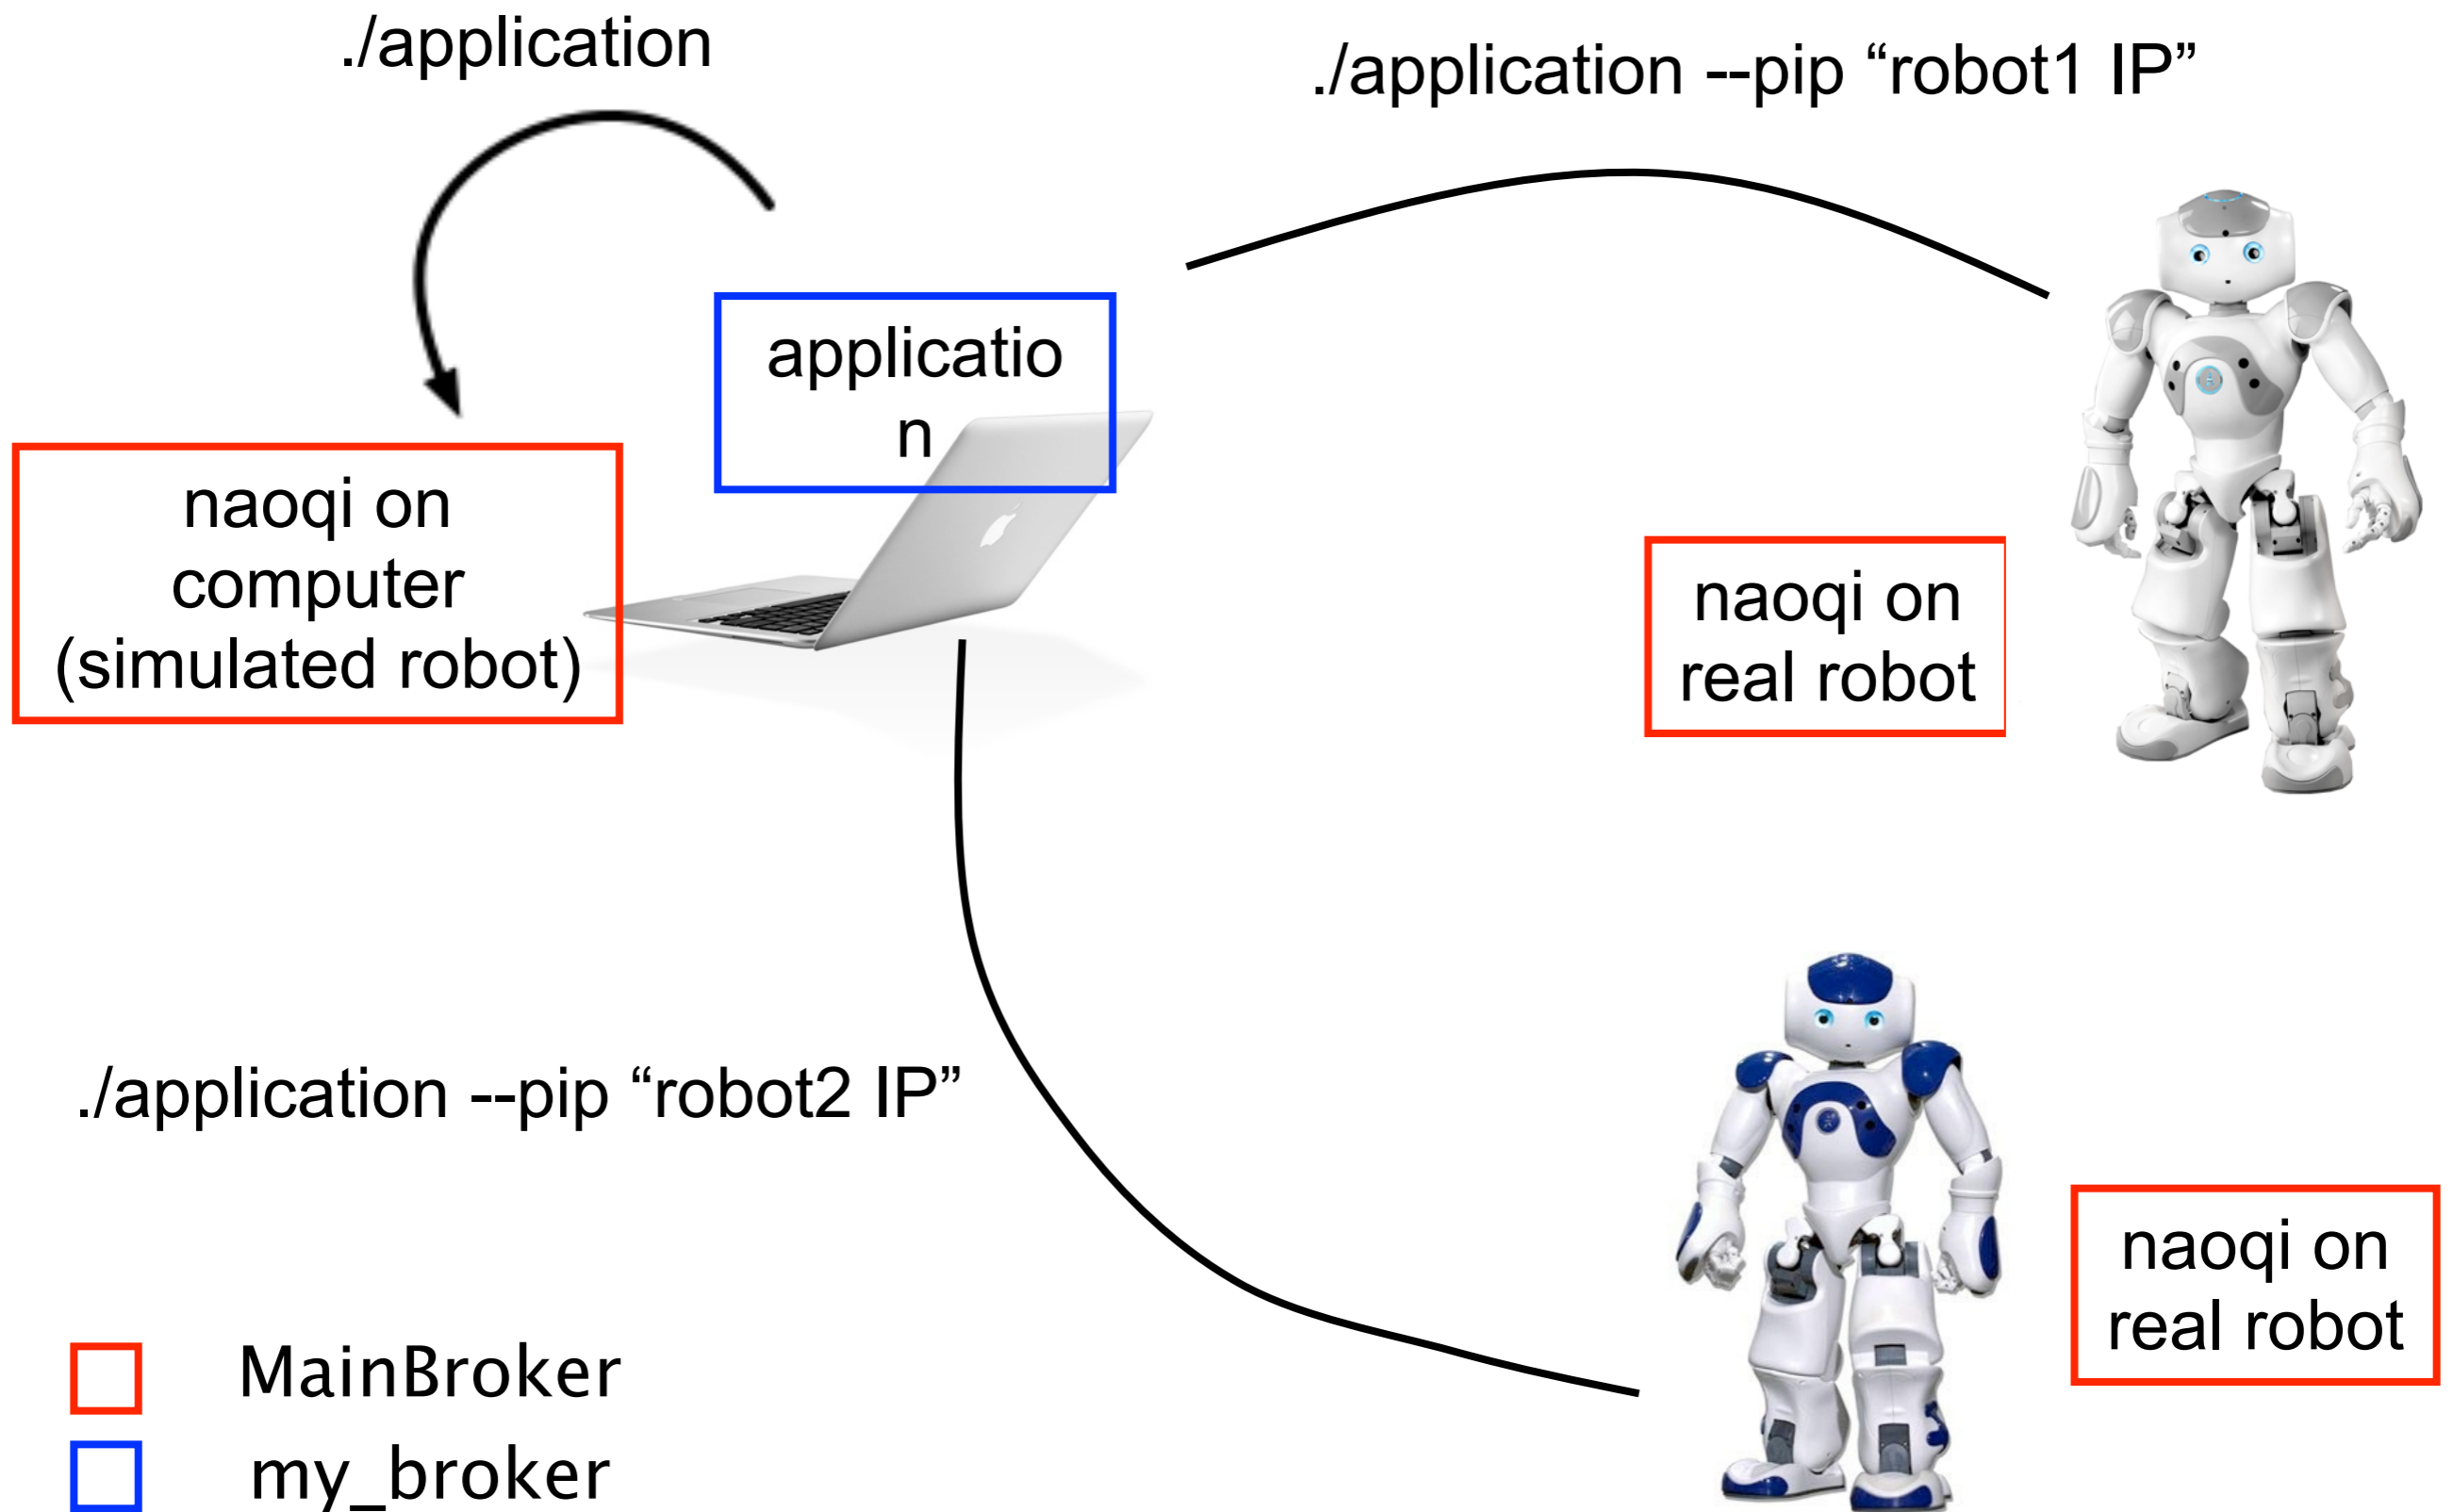 ./application
./application --pip “robot1 IP”
applicatio
n
naoqi on
computer
(simulated robot)
naoqi on
real robot
./application --pip “robot2 IP”
naoqi on
real robot
MainBroker
my_broker